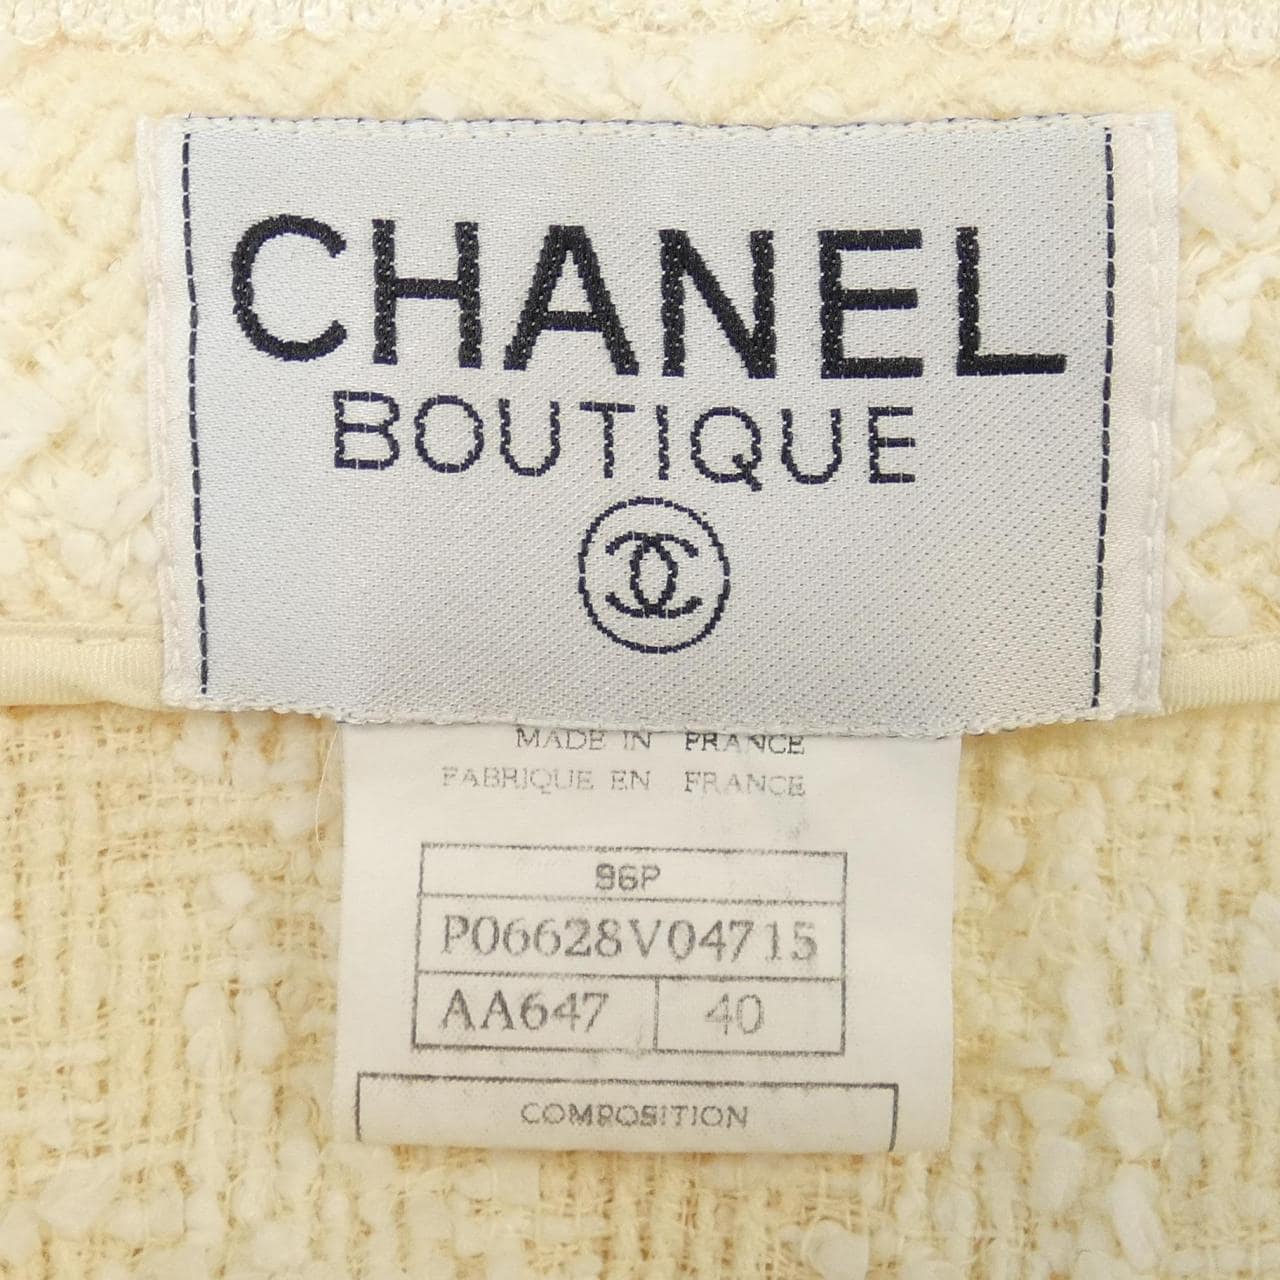 CHANEL
BOUTIQUE
MADE IN FRANCE
FABRIQUE EN FRANCE
96P
P06628V04715
AA647 40
COMPOSITION